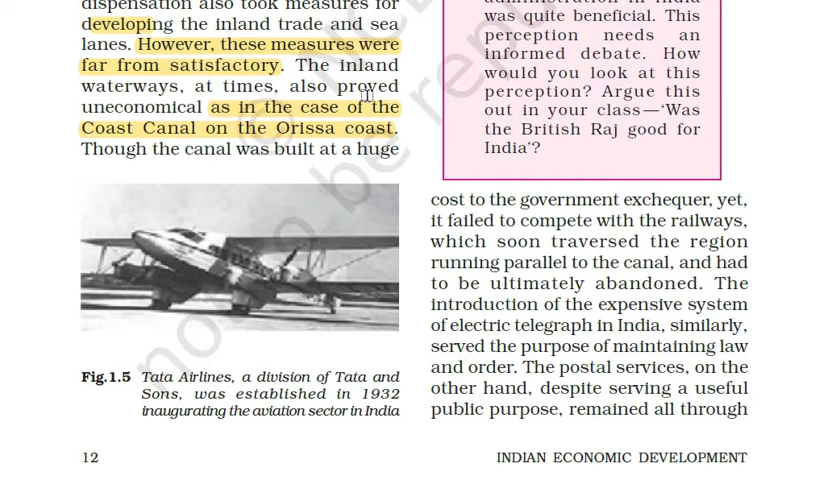 dispensation also took measures for
developing the inland trade and sea
lanes. However, these measures were
far from satisfactory. The inland
waterways, at times, also proved
uneconomical as in the case of the
Coast Canal on the Orissa coast.
Though the canal was built at a huge
Fig.1.5 Tata Airlines, a division of Tata and
Sons, was established in 1932
inaugurating the aviation sector in India
administration in India
was quite beneficial. This
perception needs an
informed debate. How
would you look at this
perception? Argue this
out in your class—‘Was
the British Raj good for
India’?
cost to the government exchequer, yet,
it failed to compete with the railways,
which soon traversed the region
running parallel to the canal, and had
to be ultimately abandoned. The
introduction of the expensive system
of electric telegraph in India, similarly,
served the purpose of maintaining law
and order. The postal services, on the
other hand, despite serving a useful
public purpose, remained all through
12
INDIAN ECONOMIC DEVELOPMENT